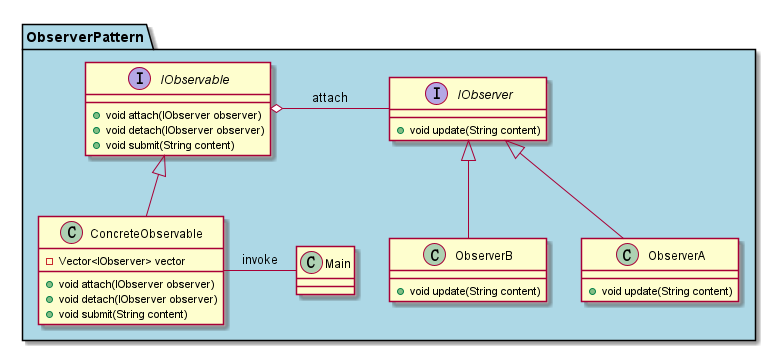 ObserverPattern
I IObservable
void attach(IObserver observer)
void detach(IObserver observer)
void submit(String content)
attach
I IObserver
void update(String content)
C ConcreteObservable
Vector<IObserver> vector
void attach(IObserver observer)
void detach(IObserver observer)
void submit(String content)
invoke
C Main
C ObserverB
void update(String content)
C ObserverA
void update(String content)